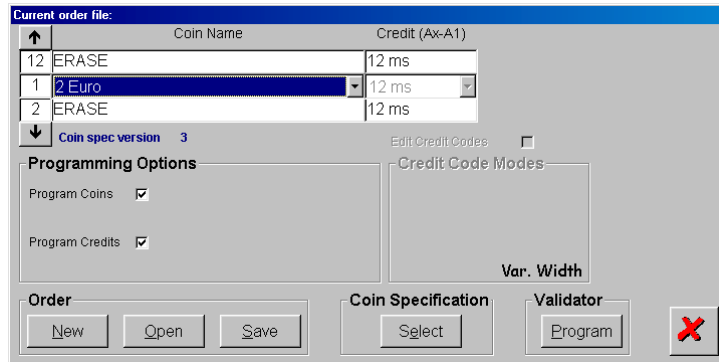 Current order file:
Coin Name Credit (Ax-A1)
12 ERASE 12 ms
1 2 Euro 12 ms
2 ERASE 12 ms
Coin spec version 3 Edit Credit Codes
Programming Options Credit Code Modes
Program Coins
Program Credits
Var. Width
Order Coin Specification Validator
New Open Save Select Program